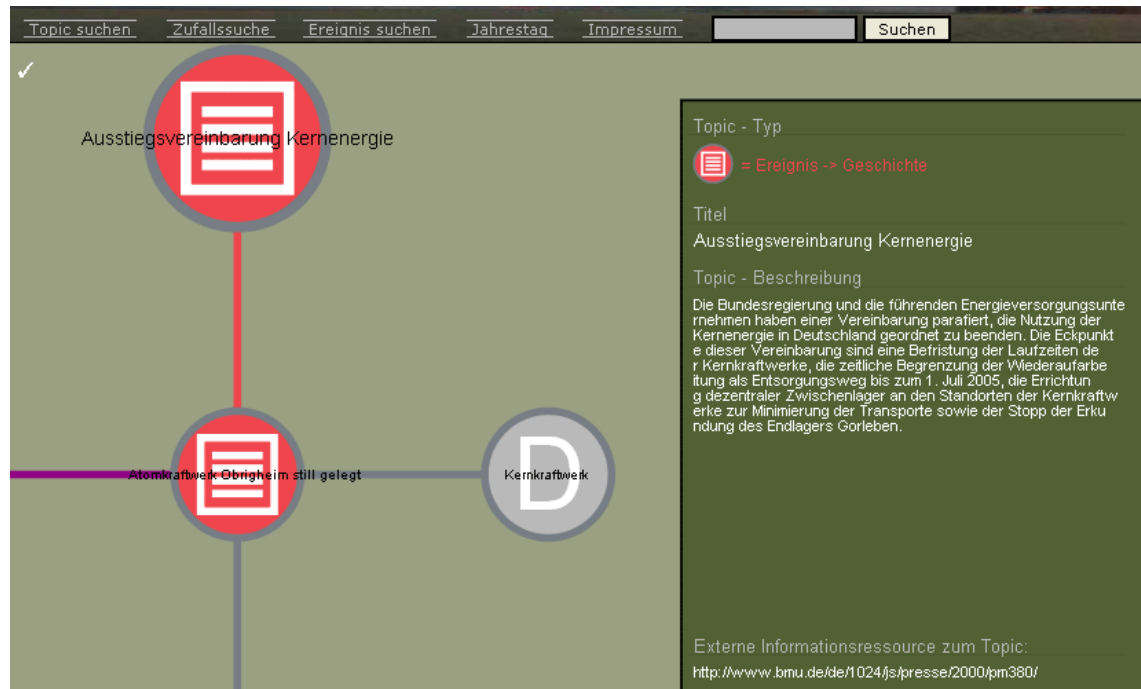 Topic suchen Zufallssuche Ereignis suchen Jahrestag Impressum Suchen
✓
Ausstiegsvereinbarung Kernenergie
Atomkraftwerk Obrigheim still gelegt
D
Kernkraftwerk
Topic - Typ
= Ereignis -> Geschichte
Titel
Ausstiegsvereinbarung Kernenergie
Topic - Beschreibung
Die Bundesregierung und die führenden Energieversorgungsunte
rnehmen haben einer Vereinbarung parafiert, die Nutzung der
Kernenergie in Deutschland geordnet zu beenden. Die Eckpunkt
e dieser Vereinbarung sind eine Befristung der Laufzeiten de
r Kernkraftwerke, die zeitliche Begrenzung der Wiederaufarbe
itung als Entsorgungsweg bis zum 1. Juli 2005, die Errichtun
g dezentraler Zwischenlager an den Standorten der Kernkraftw
erke zur Minimierung der Transporte sowie der Stopp der Erku
ndung des Endlagers Gorleben.
Externe Informationsressource zum Topic:
http://www.bmu.de/de/1024/js/presse/2000/pm380/